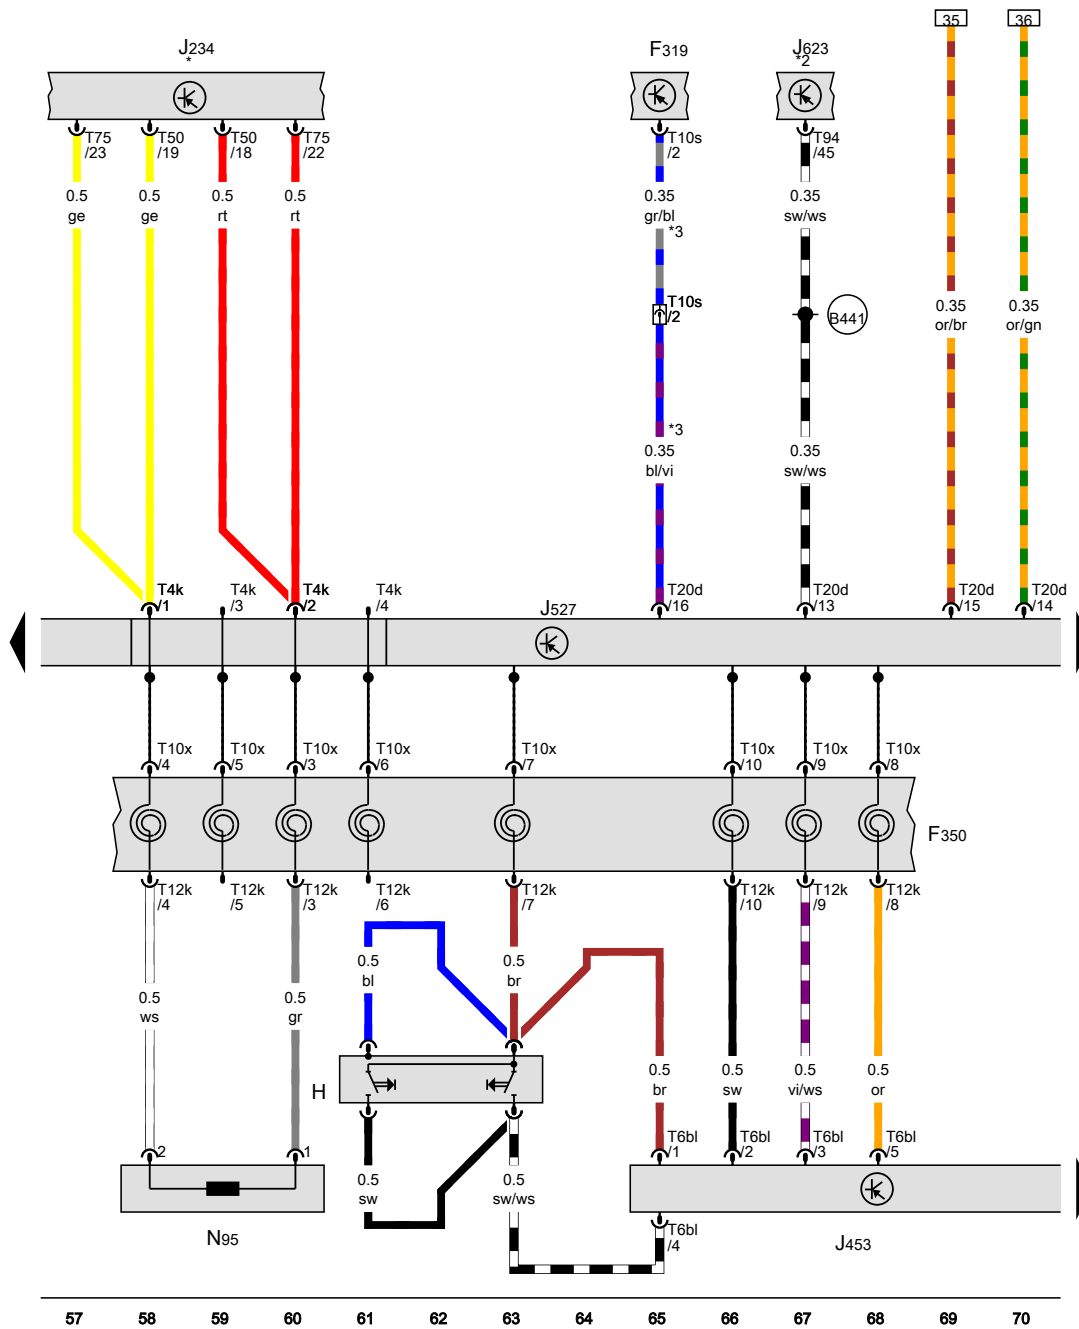 35 36
J234 F319 J623
* *2
T75 T50 T50 T75 T10s T94
/23 /19 /18 /22 /2 /45
0.5 0.5 0.5 0.5 0.35 0.35
ge ge rt rt gr/bl sw/ws
*3
T10s
/2
B441
0.35 0.35
or/br or/gn
*3
0.35 0.35
bl/vi sw/ws
T4k T4k T4k T4k T20d T20d T20d T20d
/1 /3 /2 /4 /16 /13 /15 /14
J527
T10x T10x T10x T10x T10x T10x T10x T10x
/4 /5 /3 /6 /7 /10 /9 /8
F350
T12k T12k T12k T12k T12k T12k T12k T12k
/4 /5 /3 /6 /7 /10 /9 /8
0.5 0.5
bl br
0.5 0.5
ws gr
H
0.5 0.5 0.5 0.5
br sw vi/ws or
2 1
T6bl T6bl T6bl T6bl
/1 /2 /3 /5
0.5 0.5
sw sw/ws
T6bl
/4
N95 J453
57 58 59 60 61 62 63 64 65 66 67 68 69 70